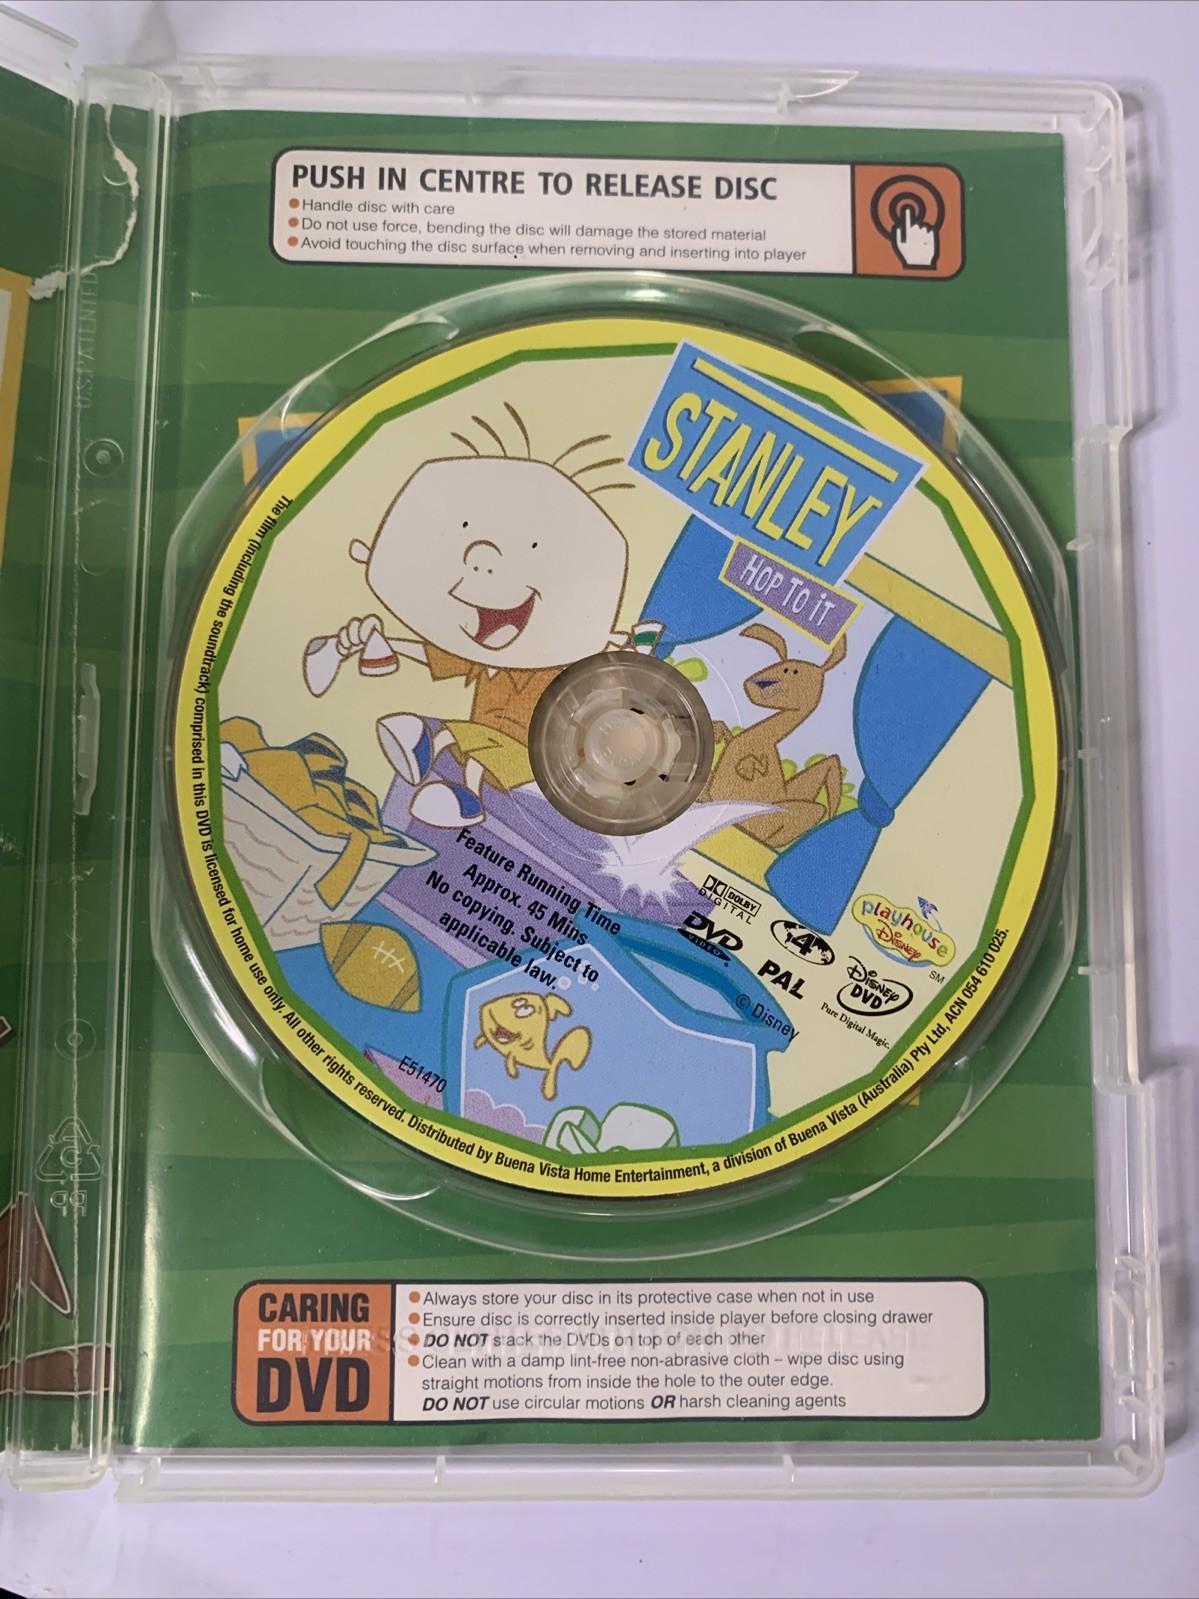 PUSH IN CENTRE TO RELEASE DISC
Handle disc with care
Do not use force, bending the disc will damage the stored material
Avoid touching the disc surface when removing and inserting into player
U.S.PATENTED
STANLEY
HOP TO iT
Feature Running Time
Approx. 45 Mins
No copying. Subject to
applicable law.
DOLBY
DIGITAL
DVD
VIDEO
4
PAL
playhouse
Disney
SM
Disney
DVD
Pure Digital Magic.
© Disney
E51470
The film (including the soundtrack) comprised in this DVD is licensed for home use only. All other rights reserved. Distributed by Buena Vista Home Entertainment, a division of Buena Vista (Australia) Pty Ltd, ACN 054 610 025.
CARING
FOR YOUR
DVD
Always store your disc in its protective case when not in use
Ensure disc is correctly inserted inside player before closing drawer
DO NOT stack the DVDs on top of each other
Clean with a damp lint-free non-abrasive cloth – wipe disc using
straight motions from inside the hole to the outer edge.
DO NOT use circular motions OR harsh cleaning agents